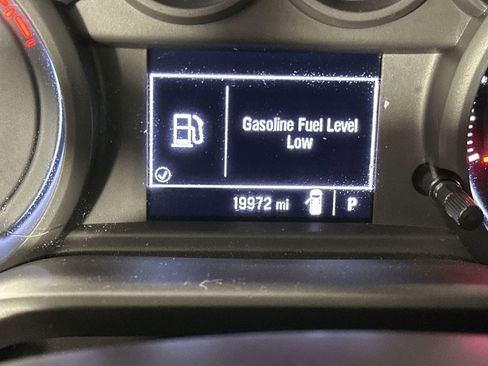 Gasoline Fuel Level
Low
19972 mi P